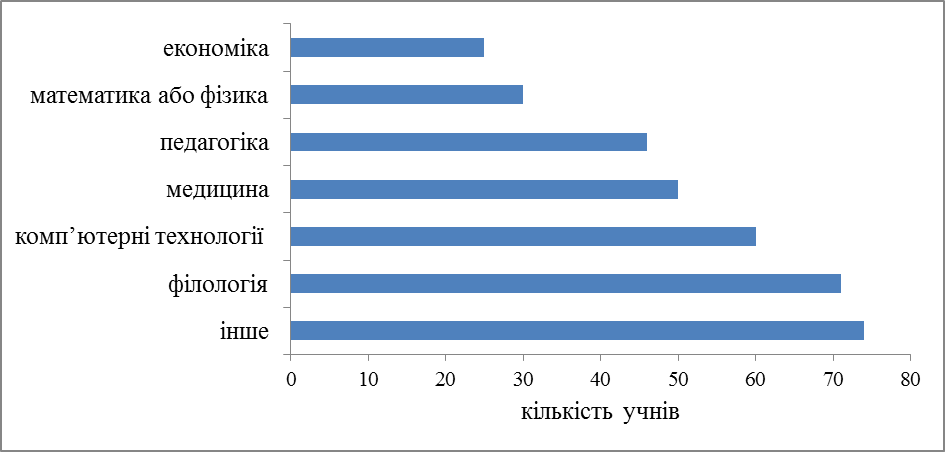 економіка
математика або фізика
педагогіка
медицина
комп’ютерні технології
філологія
інше
0 10 20 30 40 50 60 70 80
кількість учнів